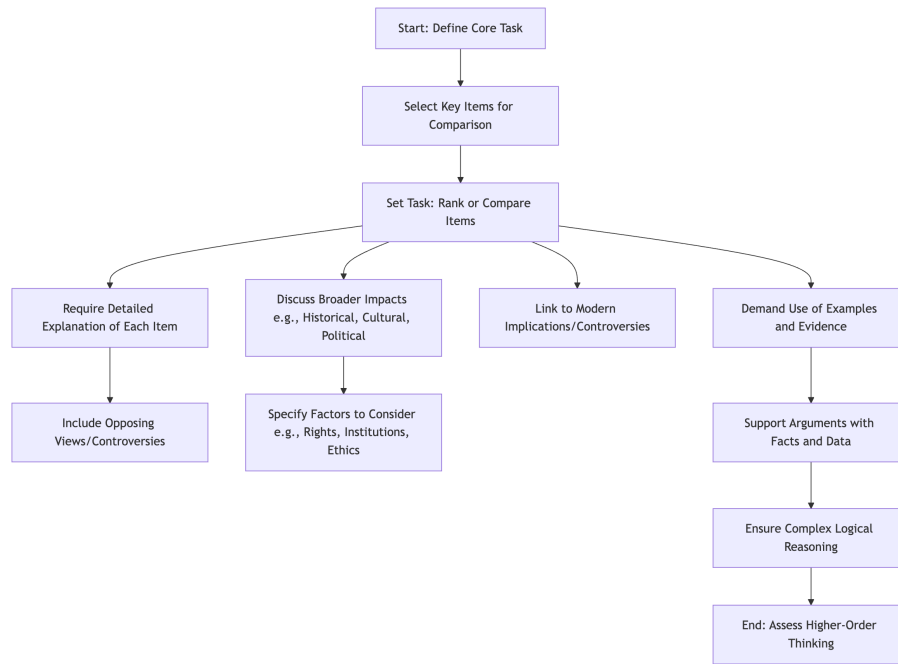 Start: Define Core Task
Select Key Items for
Comparison
Set Task: Rank or Compare
Items
Require Detailed
Explanation of Each Item
Discuss Broader Impacts
e.g., Historical, Cultural,
Political
Link to Modern
Implications/Controversies
Demand Use of Examples
and Evidence
Include Opposing
Views/Controversies
Specify Factors to Consider
e.g., Rights, Institutions,
Ethics
Support Arguments with
Facts and Data
Ensure Complex Logical
Reasoning
End: Assess Higher-Order
Thinking